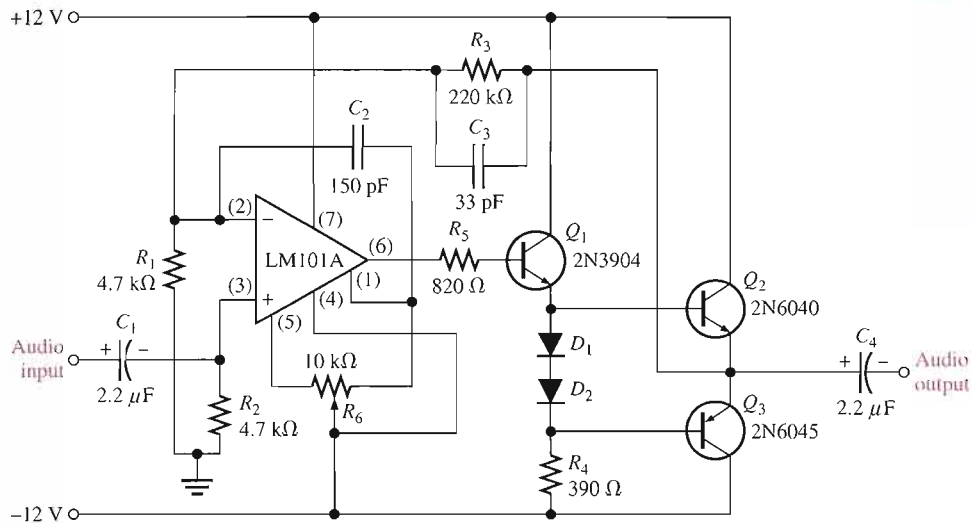 +12 V
R3
220 kΩ
C3
33 pF
C2
150 pF
(2)
−
(7)
R1
4.7 kΩ
LM101A
(6)
R5
820 Ω
Q1
2N3904
(3)
+
(1)
(4)
(5)
Q2
2N6040
C1
+ −
Audio
input
2.2 μF
10 kΩ
R6
D1
D2
C4
+ −
Audio
output
2.2 μF
R2
4.7 kΩ
Q3
2N6045
R4
390 Ω
−12 V